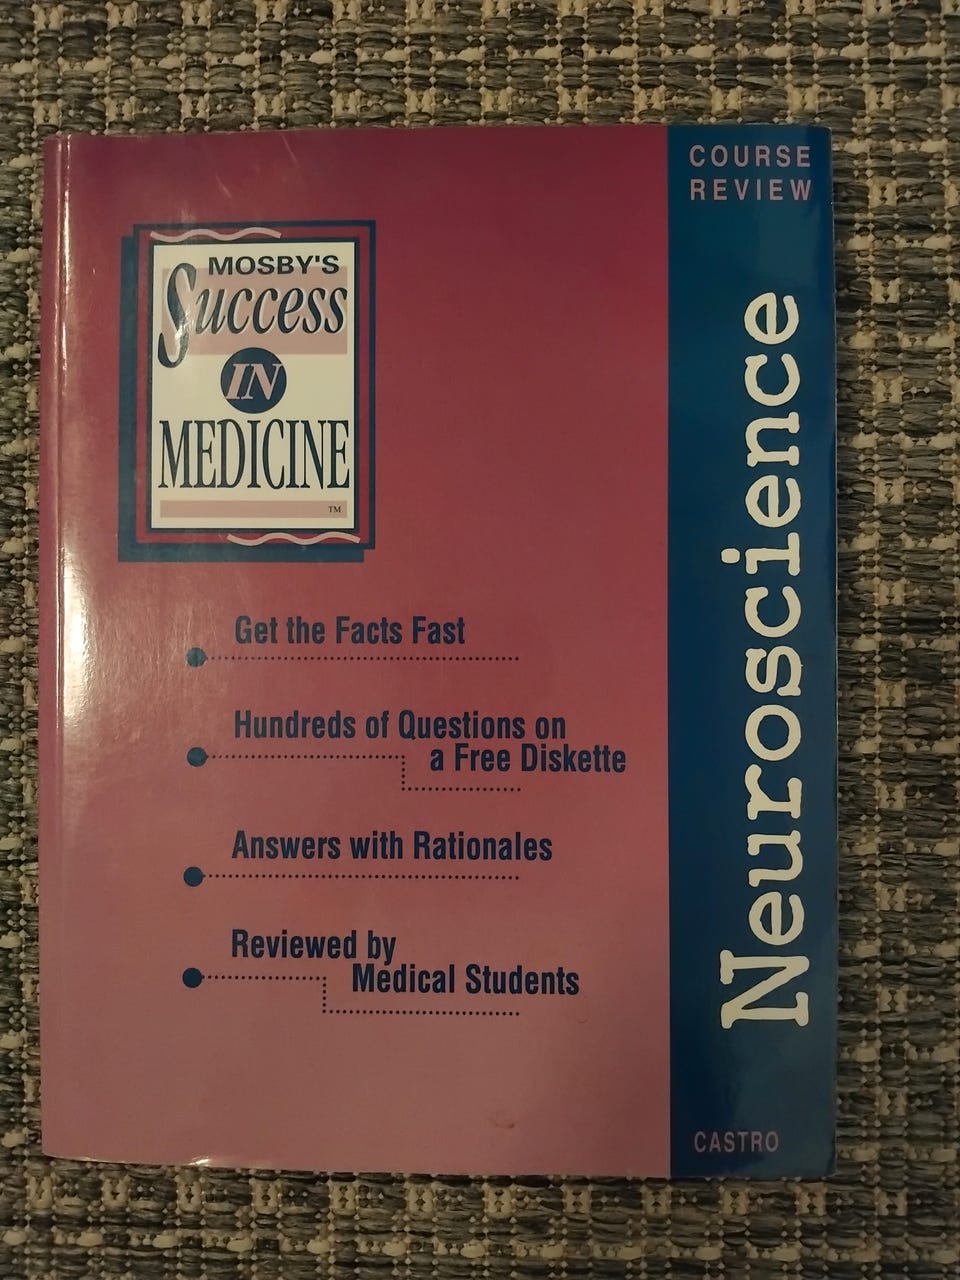 COURSE
REVIEW
MOSBY'S
Success
IN
MEDICINE
™
Get the Facts Fast
Hundreds of Questions on
a Free Diskette
Answers with Rationales
Reviewed by
Medical Students
Neuroscience
CASTRO